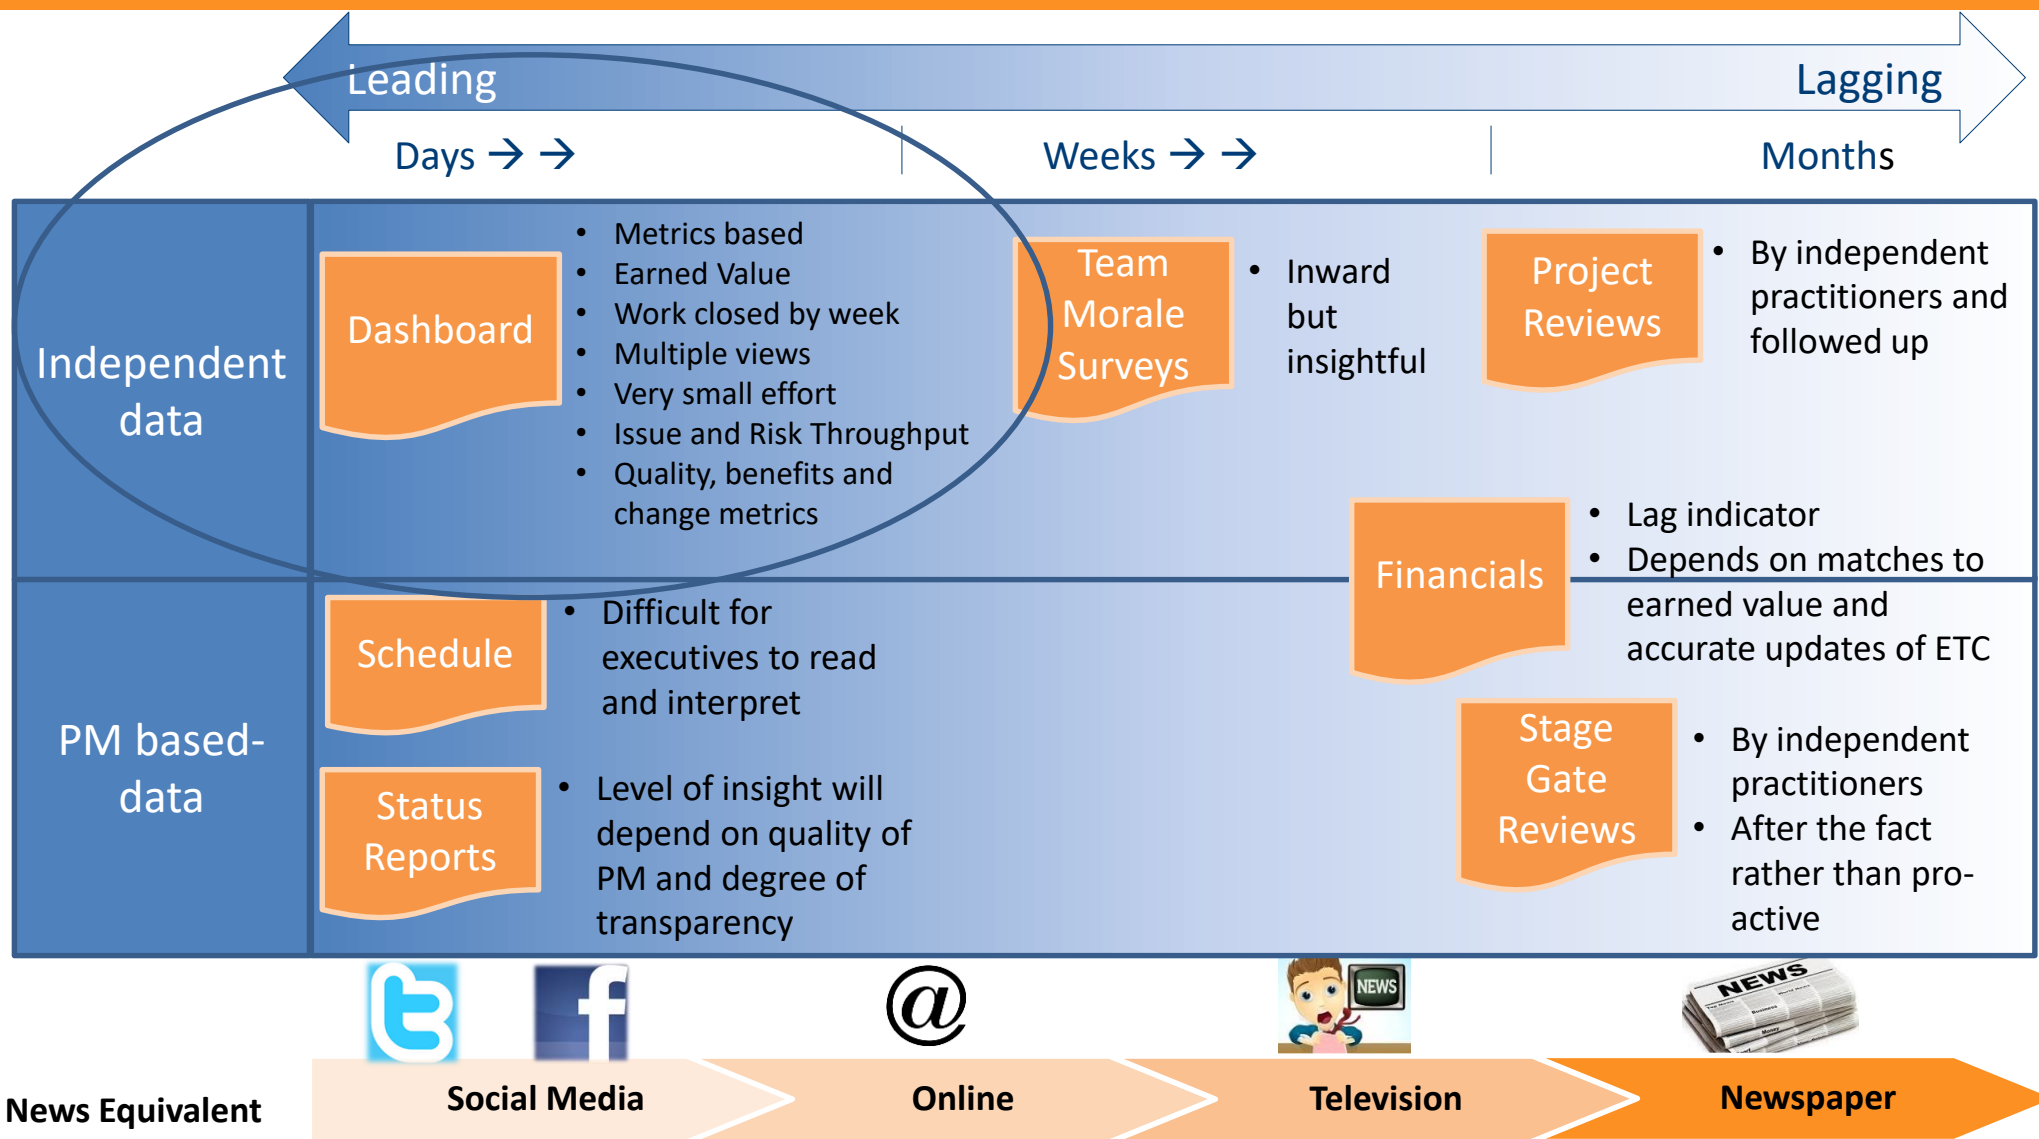 Leading
Lagging
Days → →
Weeks → →
Months
Independent
data
Dashboard
• Metrics based
• Earned Value
• Work closed by week
• Multiple views
• Very small effort
• Issue and Risk Throughput
• Quality, benefits and
change metrics
Team
Morale
Surveys
• Inward
but
insightful
Project
Reviews
• By independent
practitioners and
followed up
Financials
• Lag indicator
• Depends on matches to
earned value and
accurate updates of ETC
PM based-
data
Schedule
• Difficult for
executives to read
and interpret
Status
Reports
• Level of insight will
depend on quality of
PM and degree of
transparency
Stage
Gate
Reviews
• By independent
practitioners
• After the fact
rather than pro-
active
@
NEWS
NEWS
News Equivalent
Social Media
Online
Television
Newspaper